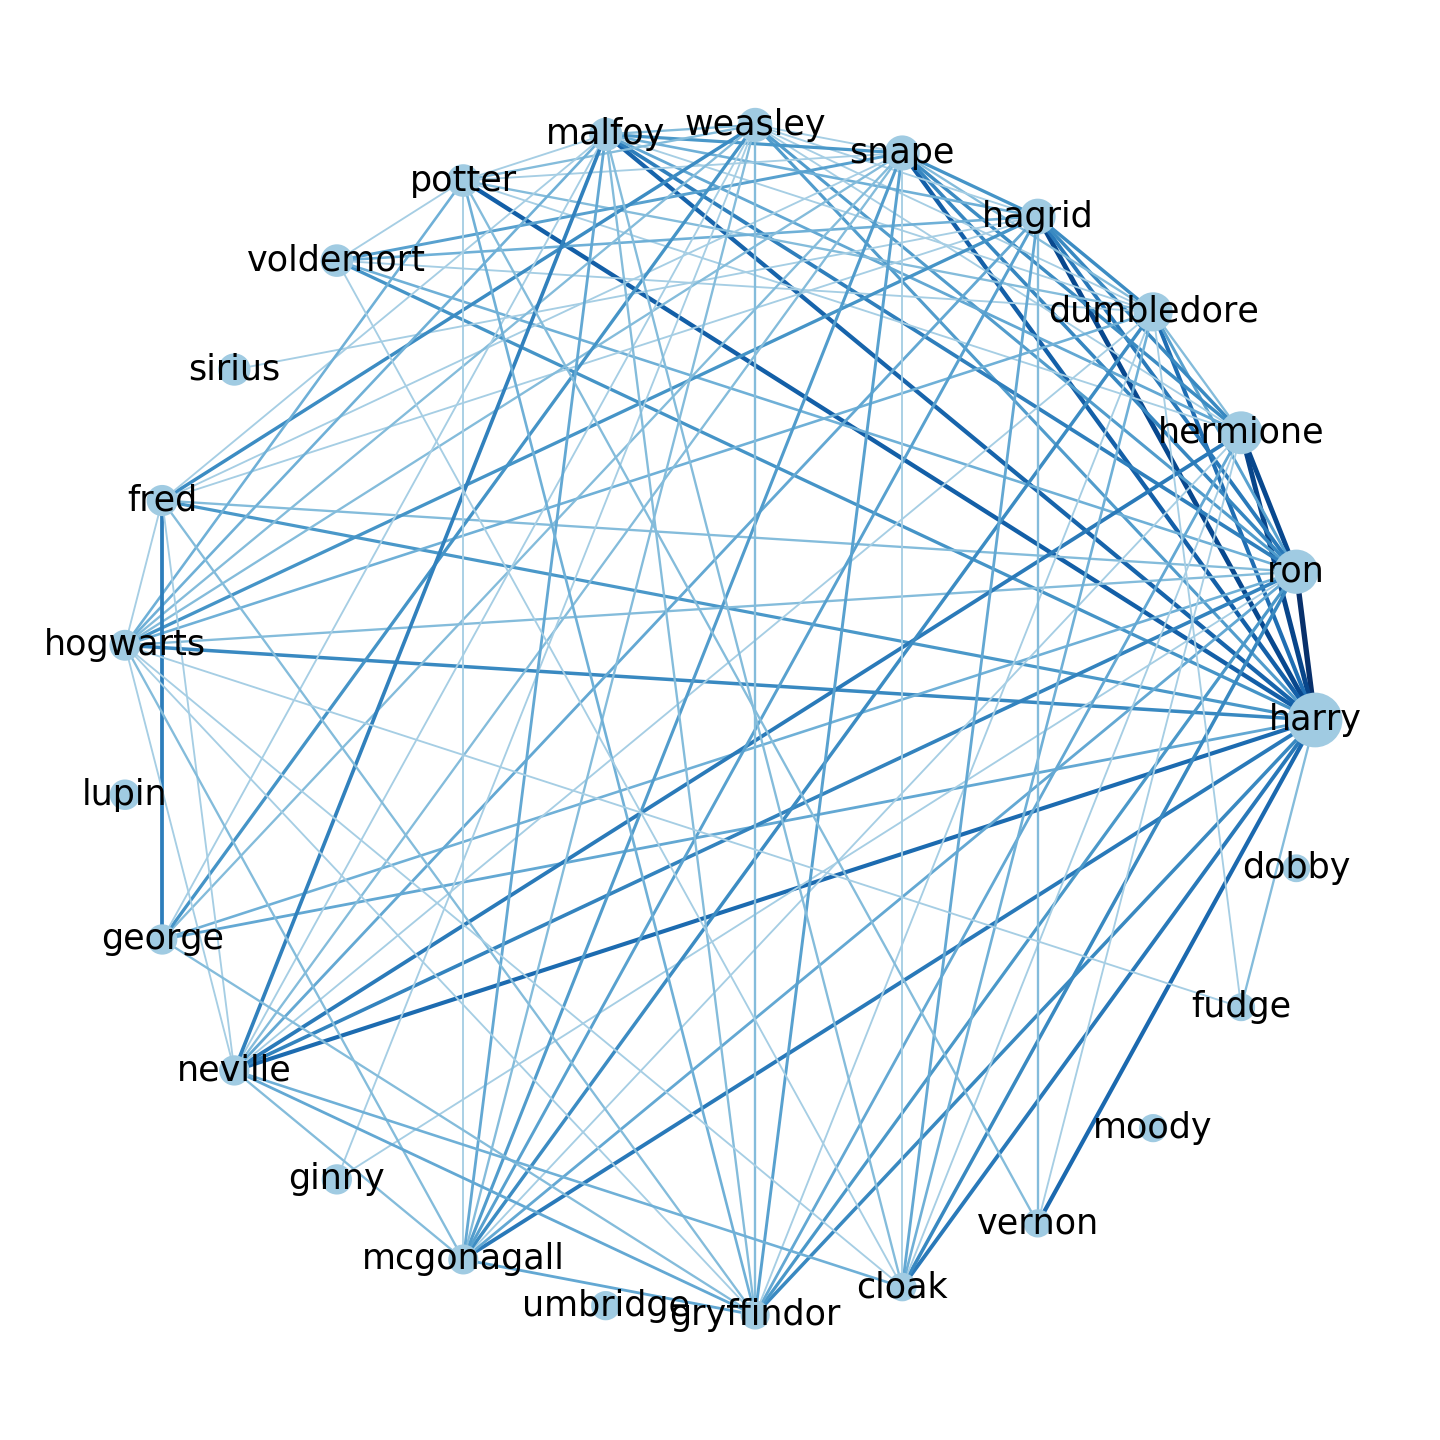 weasley
malfoy
snape
potter
hagrid
voldemort
dumbledore
sirius
hermione
fred
ron
hogwarts
harry
lupin
dobby
george
fudge
neville
moody
ginny
vernon
mcgonagall
cloak
umbridge
gryffindor